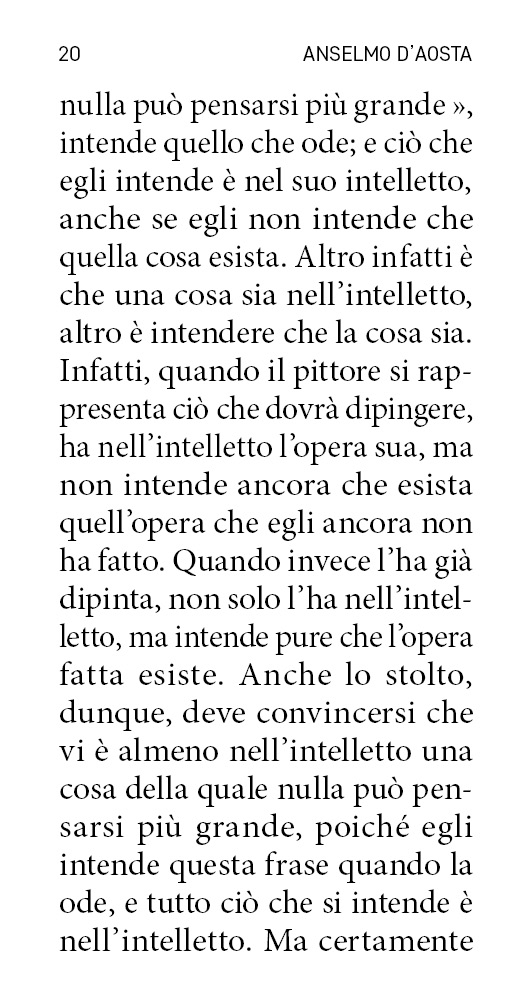 20 ANSELMO D'AOSTA
nulla può pensarsi più grande »,
intende quello che ode; e ciò che
egli intende è nel suo intelletto,
anche se egli non intende che
quella cosa esista. Altro infatti è
che una cosa sia nell'intelletto,
altro è intendere che la cosa sia.
Infatti, quando il pittore si rap-
presenta ciò che dovrà dipingere,
ha nell'intelletto l'opera sua, ma
non intende ancora che esista
quell'opera che egli ancora non
ha fatto. Quando invece l'ha già
dipinta, non solo l'ha nell'intel-
letto, ma intende pure che l'opera
fatta esiste. Anche lo stolto,
dunque, deve convincersi che
vi è almeno nell'intelletto una
cosa della quale nulla può pen-
sarsi più grande, poiché egli
intende questa frase quando la
ode, e tutto ciò che si intende è
nell'intelletto. Ma certamente